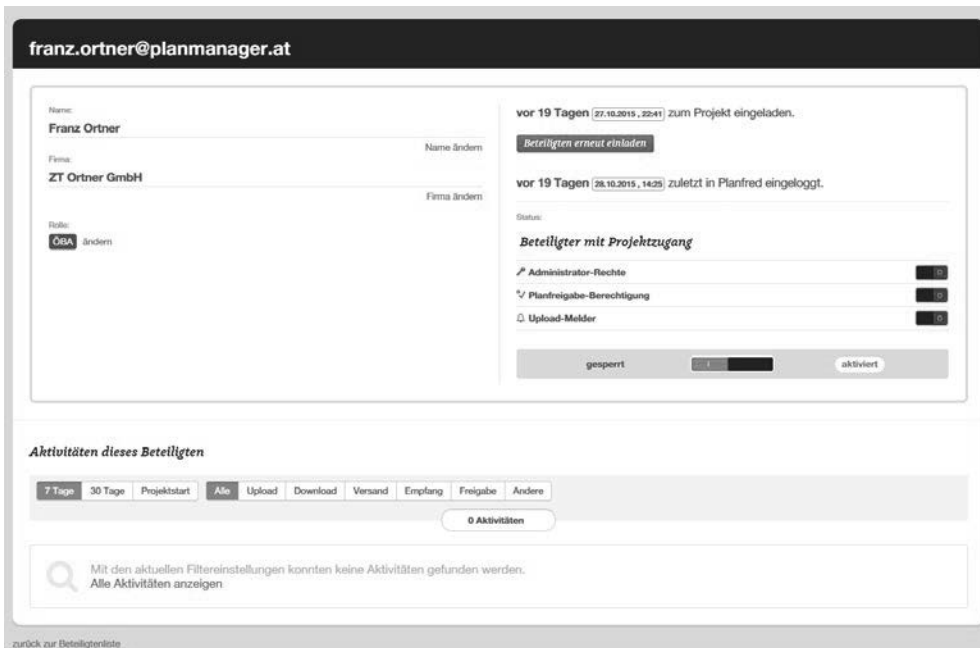 franz.ortner@planmanager.at
Name:
Franz Ortner
Name ändern
Firma:
ZT Ortner GmbH
Firma ändern
Rolle:
ÖBA ändern
vor 19 Tagen 27.10.2015 , 22:41 zum Projekt eingeladen.
Beteiligten erneut einladen
vor 19 Tagen 28.10.2015 , 14:25 zuletzt in Planfred eingeloggt.
Status:
Beteiligter mit Projektzugang
Administrator-Rechte
Planfreigabe-Berechtigung
Upload-Melder
gesperrt aktiviert
Aktivitäten dieses Beteiligten
7 Tage 30 Tage Projektstart Alle Upload Download Versand Empfang Freigabe Andere
0 Aktivitäten
Mit den aktuellen Filtereinstellungen konnten keine Aktivitäten gefunden werden.
Alle Aktivitäten anzeigen
zurück zur Beteiligtenliste